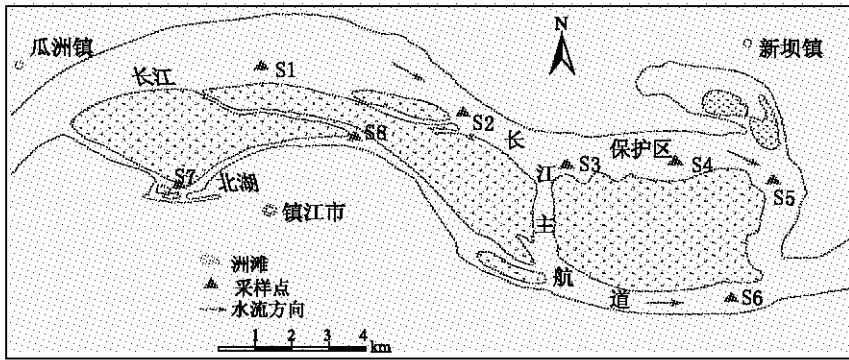 瓜洲镇
长江
S1
N
新坝镇
S2
长
江
主
航
道
保护区
S3
S4
S5
S8
S7
北湖
镇江市
S6
洲滩
采样点
水流方向
1 2 3 4
km